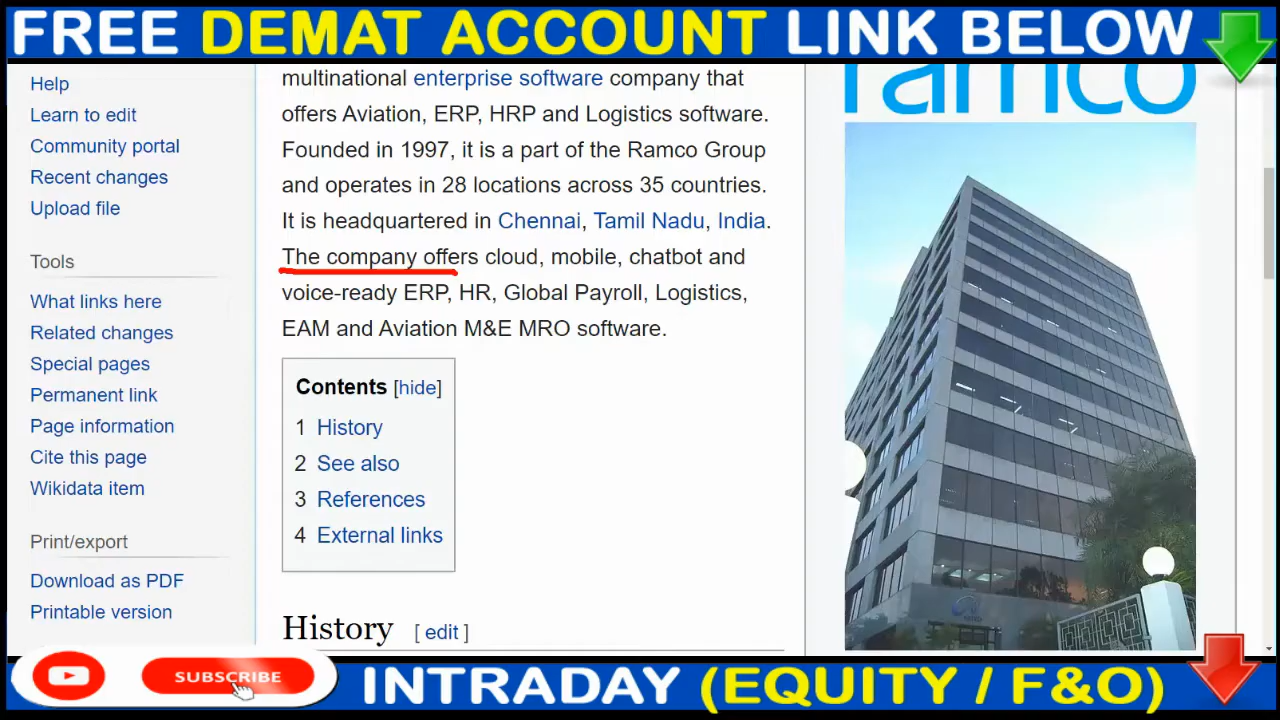 FREE DEMAT ACCOUNT LINK BELOW
Help
Learn to edit
Community portal
Recent changes
Upload file
Tools
What links here
Related changes
Special pages
Permanent link
Page information
Cite this page
Wikidata item
Print/export
Download as PDF
Printable version
multinational enterprise software company that
offers Aviation, ERP, HRP and Logistics software.
Founded in 1997, it is a part of the Ramco Group
and operates in 28 locations across 35 countries.
It is headquartered in Chennai, Tamil Nadu, India.
The company offers cloud, mobile, chatbot and
voice-ready ERP, HR, Global Payroll, Logistics,
EAM and Aviation M&E MRO software.
Contents [hide]
1 History
2 See also
3 References
4 External links
History [ edit ]
ramco
SUBSCRIBE
INTRADAY (EQUITY / F&O)